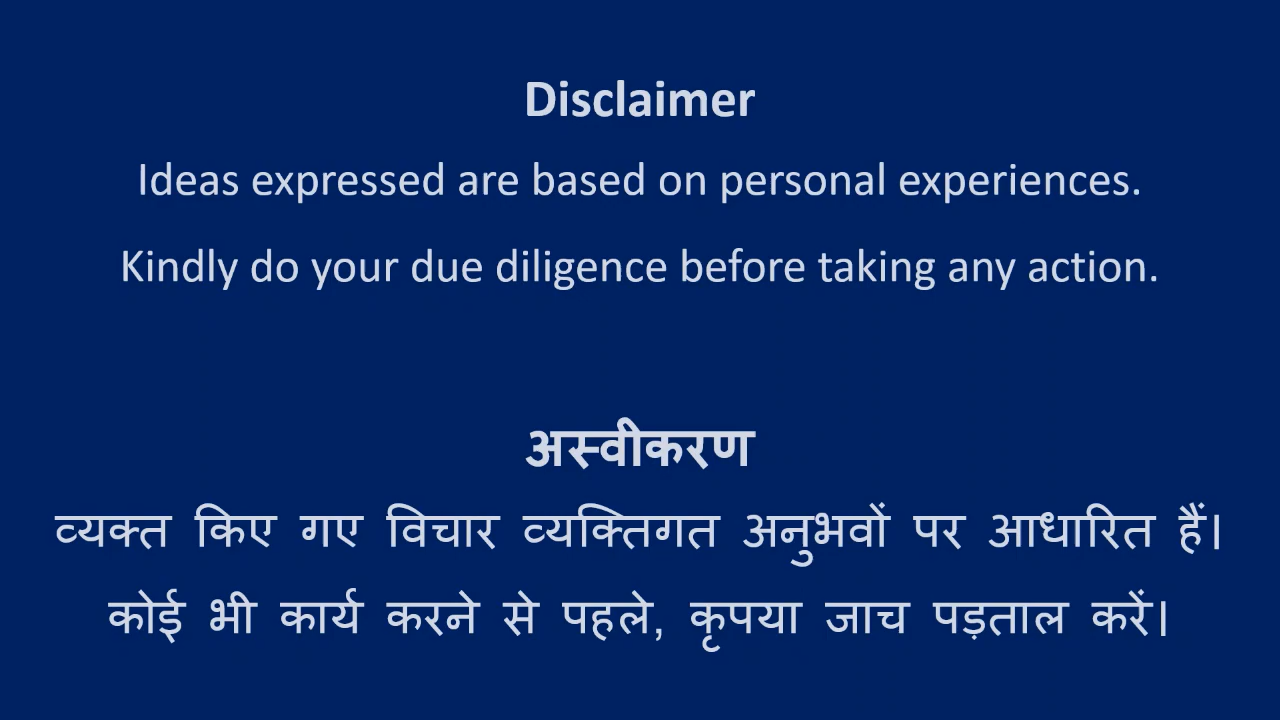 Disclaimer
Ideas expressed are based on personal experiences.
Kindly do your due diligence before taking any action.
अस्वीकरण
व्यक्त किए गए विचार व्यक्तिगत अनुभवों पर आधारित हैं।
कोई भी कार्य करने से पहले, कृपया जाच पड़ताल करें।